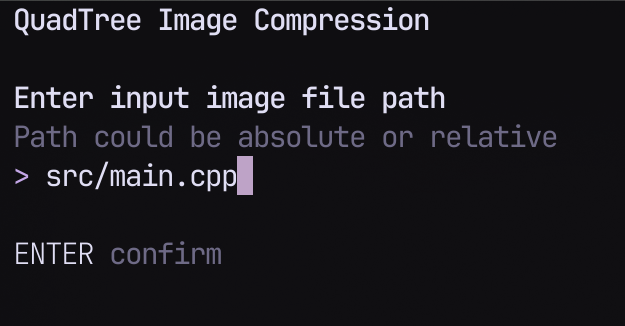 QuadTree Image Compression
Enter input image file path
Path could be absolute or relative
> src/main.cpp
ENTER confirm